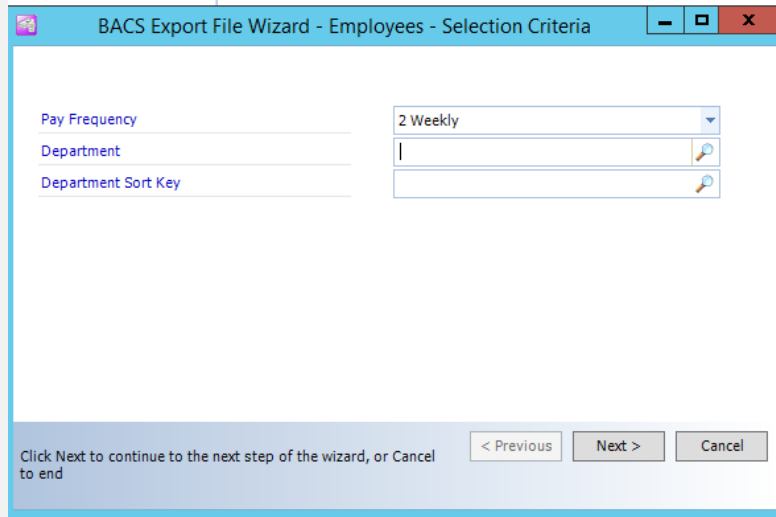 BACS Export File Wizard - Employees - Selection Criteria
Pay Frequency 2 Weekly
Department
Department Sort Key
< Previous Next > Cancel
Click Next to continue to the next step of the wizard, or Cancel
to end